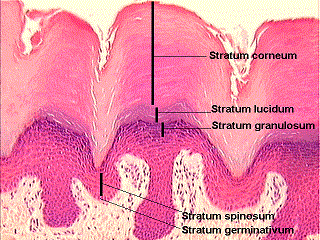 Stratum corneum
Stratum lucidum
Stratum granulosum
Stratum spinosum
Stratum germinativum